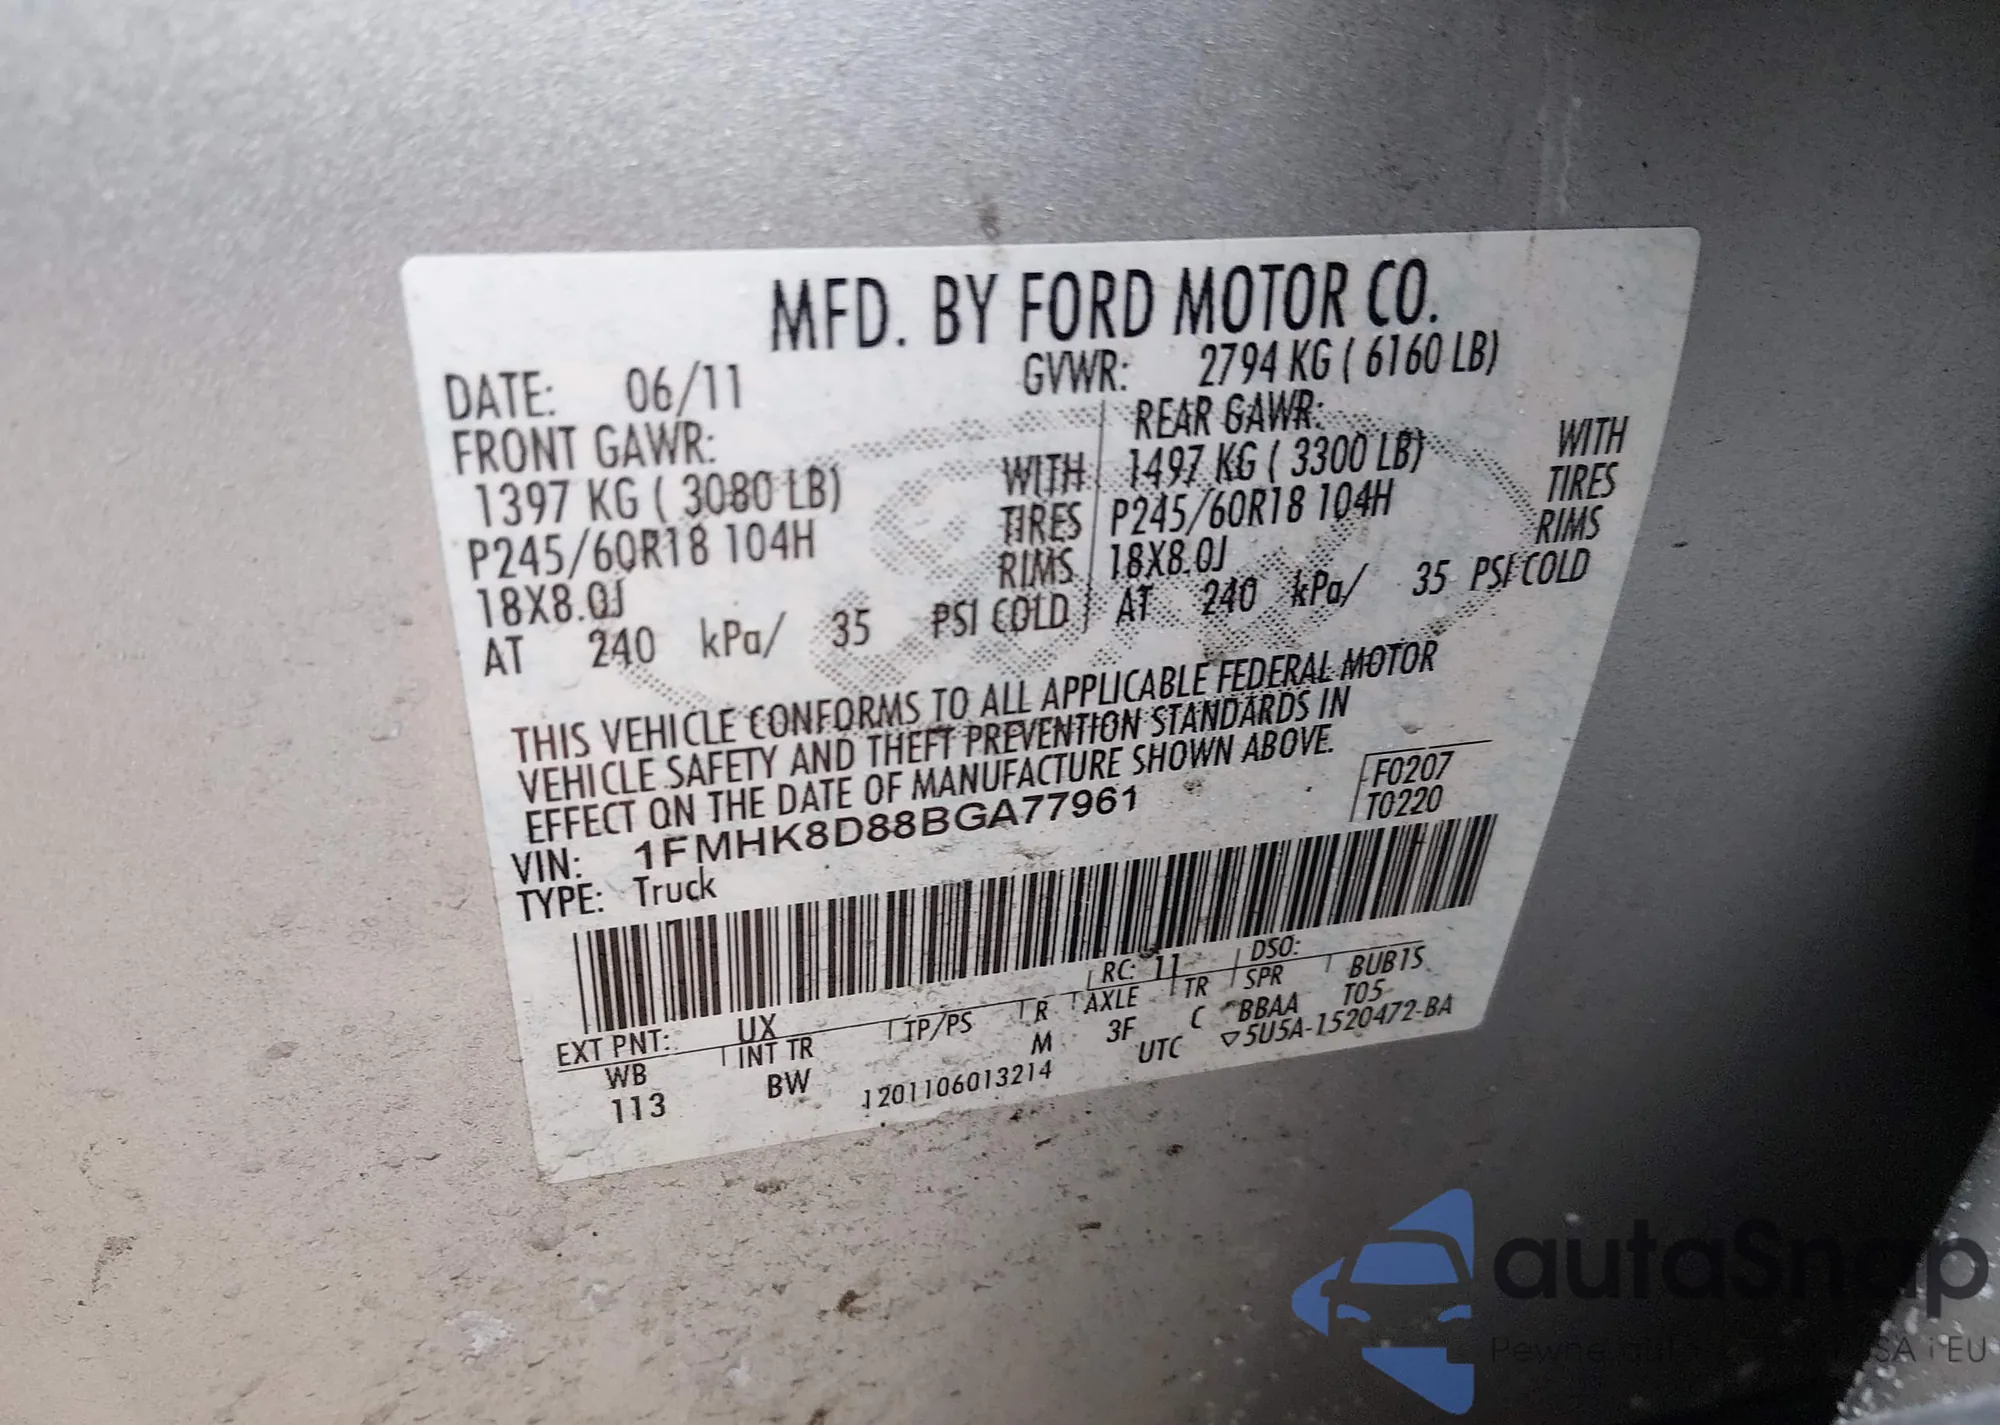 MFD. BY FORD MOTOR CO.
DATE: 06/11 GVWR: 2794 KG ( 6160 LB)
FRONT GAWR: REAR GAWR:
1397 KG ( 3080 LB) WITH 1497 KG ( 3300 LB) WITH
P245/60R18 104H TIRES P245/60R18 104H TIRES
18X8.0J RIMS 18X8.0J RIMS
AT 240 kPa/ 35 PSI COLD AT 240 kPa/ 35 PSI COLD
THIS VEHICLE CONFORMS TO ALL APPLICABLE FEDERAL MOTOR
VEHICLE SAFETY AND THEFT PREVENTION STANDARDS IN
EFFECT ON THE DATE OF MANUFACTURE SHOWN ABOVE.
VIN: 1FMHK8D88BGA77961 F0207
TYPE: Truck T0220
EXT PNT: UX RC: 11 DSO:
WB INT TR TP/PS R AXLE TR SPR BUB1S
113 BW M 3F C BBAA T05
1201106013214 UTC ▽5U5A-1520472-BA
autaSnap
Pewne auta SA i EU